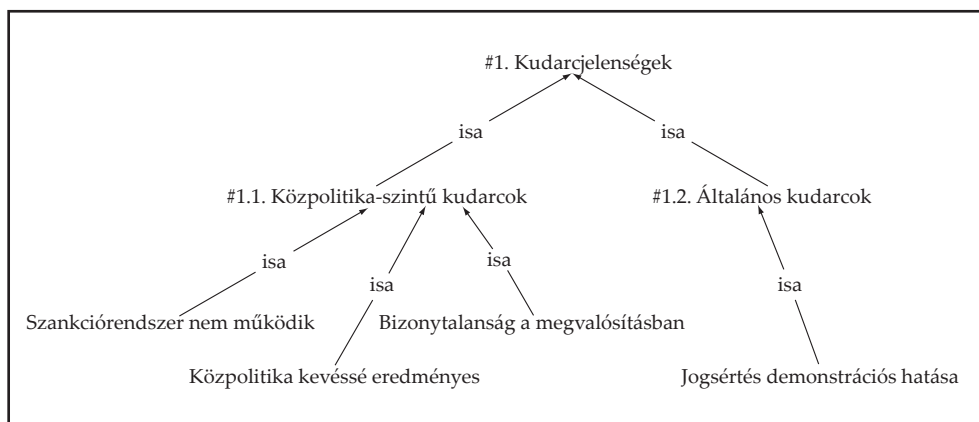 #1. Kudarcjelenségek
isa
isa
#1.1. Közpolitika-szintű kudarcok
#1.2. Általános kudarcok
isa
isa
isa
isa
Szankciórendszer nem működik
Bizonytalanság a megvalósításban
Közpolitika kevéssé eredményes
Jogsértés demonstrációs hatása